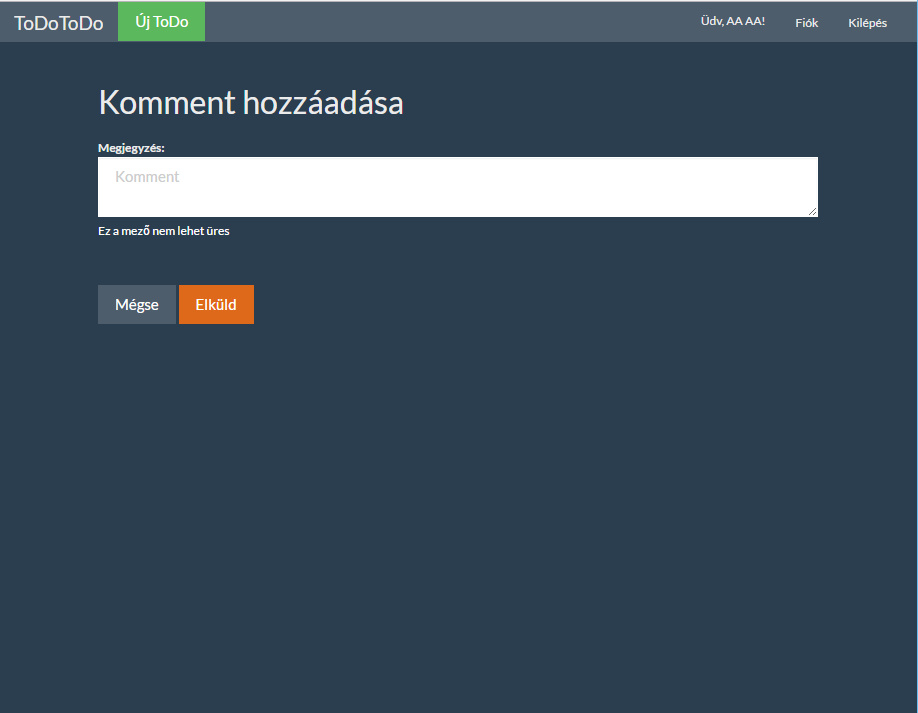 ToDoToDo Új ToDo Üdv, AA AA! Fiók Kilépés
Komment hozzáadása
Megjegyzés:
Komment
Ez a mező nem lehet üres
Mégse Elküld